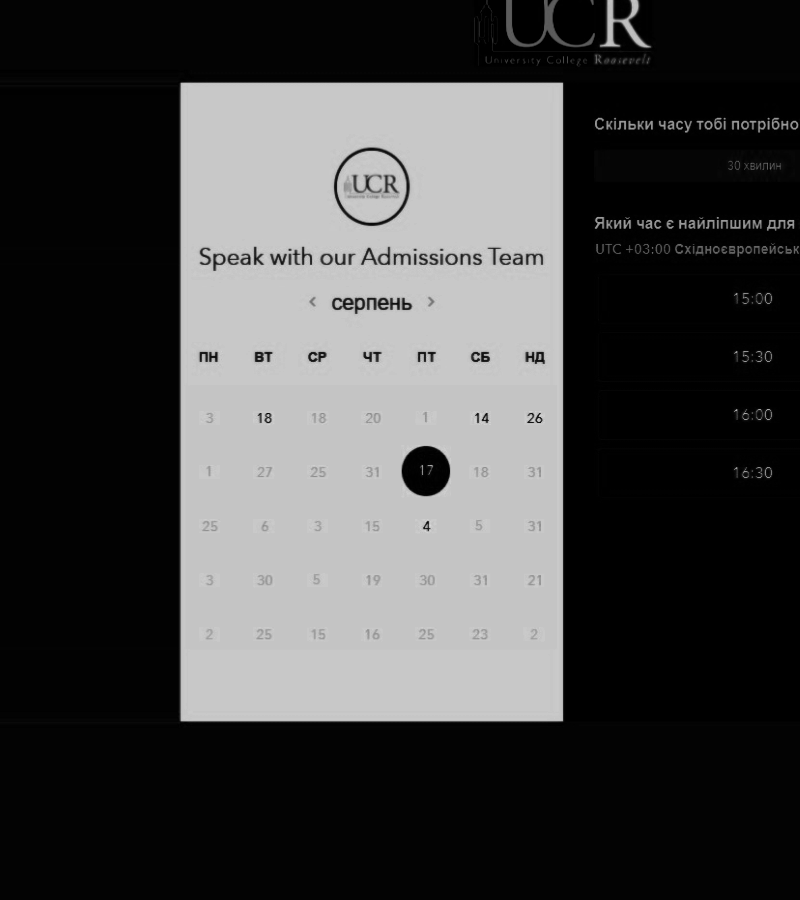 UCR
University College Roosevelt
UCR
Speak with our Admissions Team
‹ серпень ›
ПН ВТ СР ЧТ ПТ СБ НД
3 18 18 20 1 14 26
1 27 25 31 17 18 31
25 6 3 15 4 5 31
3 30 5 19 30 31 21
2 25 15 16 25 23 2
Скільки часу тобі потрібно
30 хвилин
Який час є найліпшим для
UTC +03:00 Східноєвропейськ
15:00
15:30
16:00
16:30